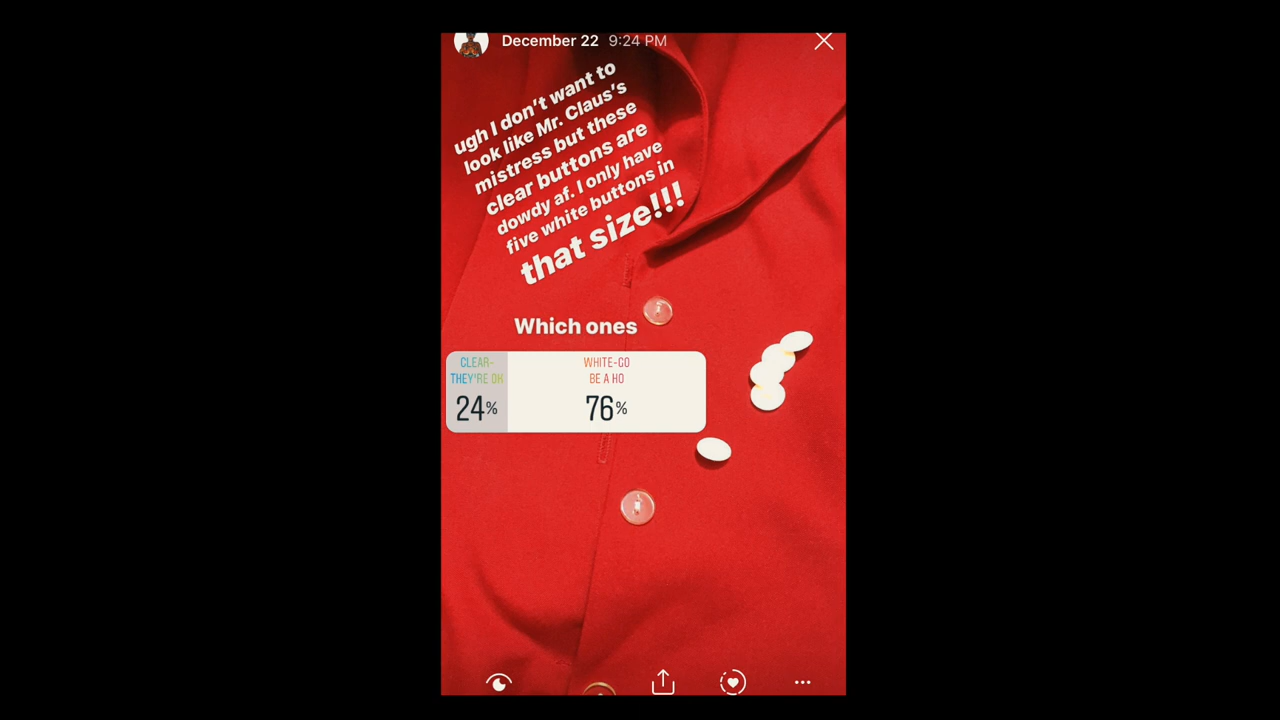 December 22 9:24 PM
ugh I don't want to
look like Mr. Claus's
mistress but these
clear buttons are
dowdy af. I only have
five white buttons in
that size!!!
Which ones
CLEAR-
THEY'RE OK
24%
WHITE-GO
BE A HO
76%